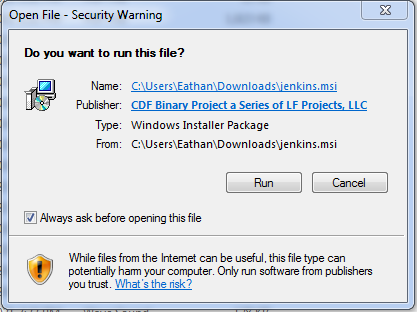 Open File - Security Warning
Do you want to run this file?
Name: C:\Users\Eathan\Downloads\jenkins.msi
Publisher: CDF Binary Project a Series of LF Projects, LLC
Type: Windows Installer Package
From: C:\Users\Eathan\Downloads\jenkins.msi
Run Cancel
Always ask before opening this file
While files from the Internet can be useful, this file type can
potentially harm your computer. Only run software from publishers
you trust. What's the risk?